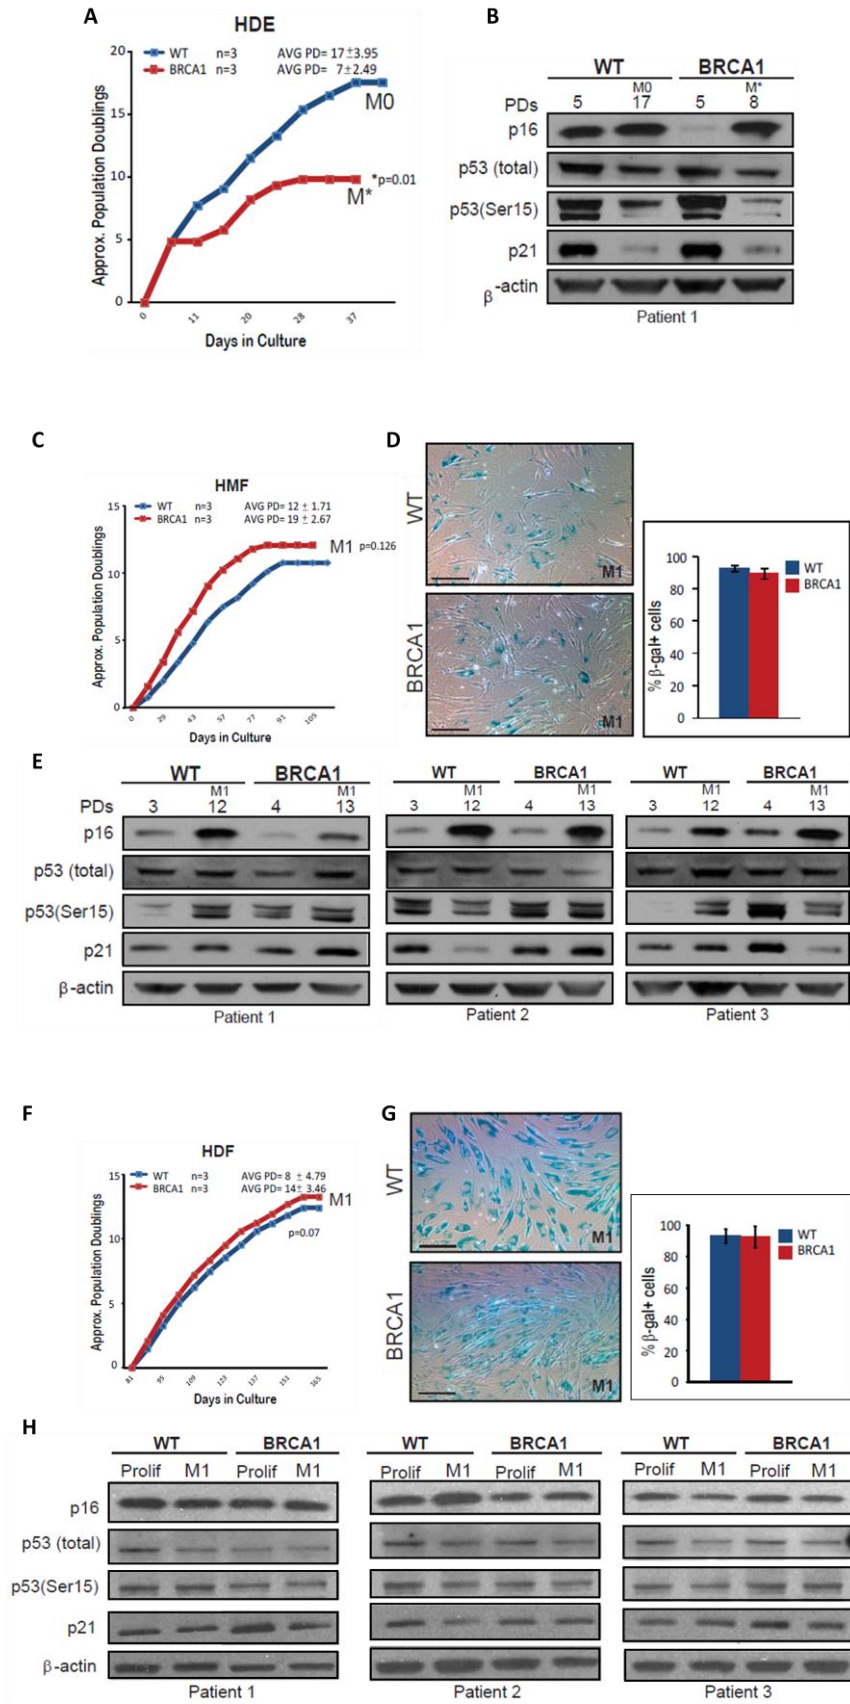 A
HDE
WT n=3 AVG PD= 17±3.95
BRCA1 n=3 AVG PD= 7±2.49
20
15
10
5
0
Approx. Population Doublings
M0
*p=0.01
M*
0 11 20 28 37
Days in Culture
B
WT BRCA1
M0 M*
PDs 5 17 5 8
p16
p53 (total)
p53(Ser15)
p21
β-actin
Patient 1
C
HMF
WT n=3 AVG PD= 12 ± 1.71
BRCA1 n=3 AVG PD= 19 ± 2.67
15
10
5
0
Approx. Population Doublings
M1 p=0.126
0 29 43 57 77 91 105
Days in Culture
D
WT
M1
BRCA1
M1
% β-gal+ cells
100
80
60
40
20
0
WT
BRCA1
E
WT BRCA1
M1 M1
PDs 3 12 4 13
p16
p53 (total)
p53(Ser15)
p21
β-actin
Patient 1
WT BRCA1
M1 M1
3 12 4 13
Patient 2
WT BRCA1
M1 M1
3 12 4 13
Patient 3
F
HDF
WT n=3 AVG PD= 8 ± 4.79
BRCA1 n=3 AVG PD= 14± 3.46
15
10
5
0
Approx. Population Doublings
M1
p=0.07
81 95 109 123 137 151 165
Days in Culture
G
WT
M1
BRCA1
M1
% β-gal+ cells
100
80
60
40
20
0
WT
BRCA1
H
WT BRCA1
Prolif M1 Prolif M1
p16
p53 (total)
p53(Ser15)
p21
β-actin
Patient 1
WT BRCA1
Prolif M1 Prolif M1
Patient 2
WT BRCA1
Prolif M1 Prolif M1
Patient 3